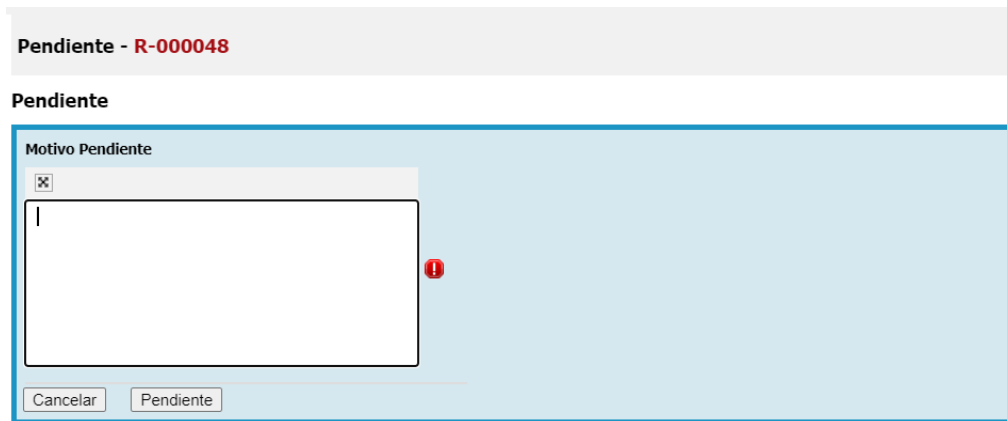 Pendiente - R-000048
Pendiente
Motivo Pendiente
Cancelar Pendiente